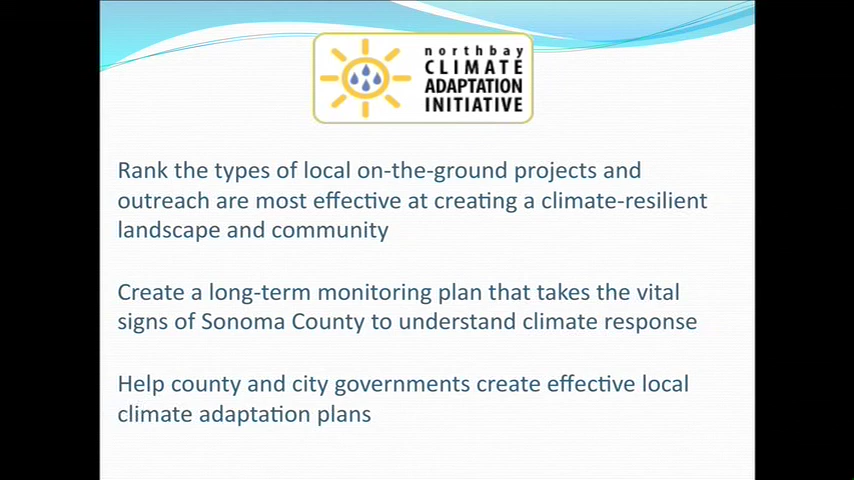 northbay
CLIMATE
ADAPTATION
INITIATIVE
Rank the types of local on-the-ground projects and
outreach are most effective at creating a climate-resilient
landscape and community
Create a long-term monitoring plan that takes the vital
signs of Sonoma County to understand climate response
Help county and city governments create effective local
climate adaptation plans